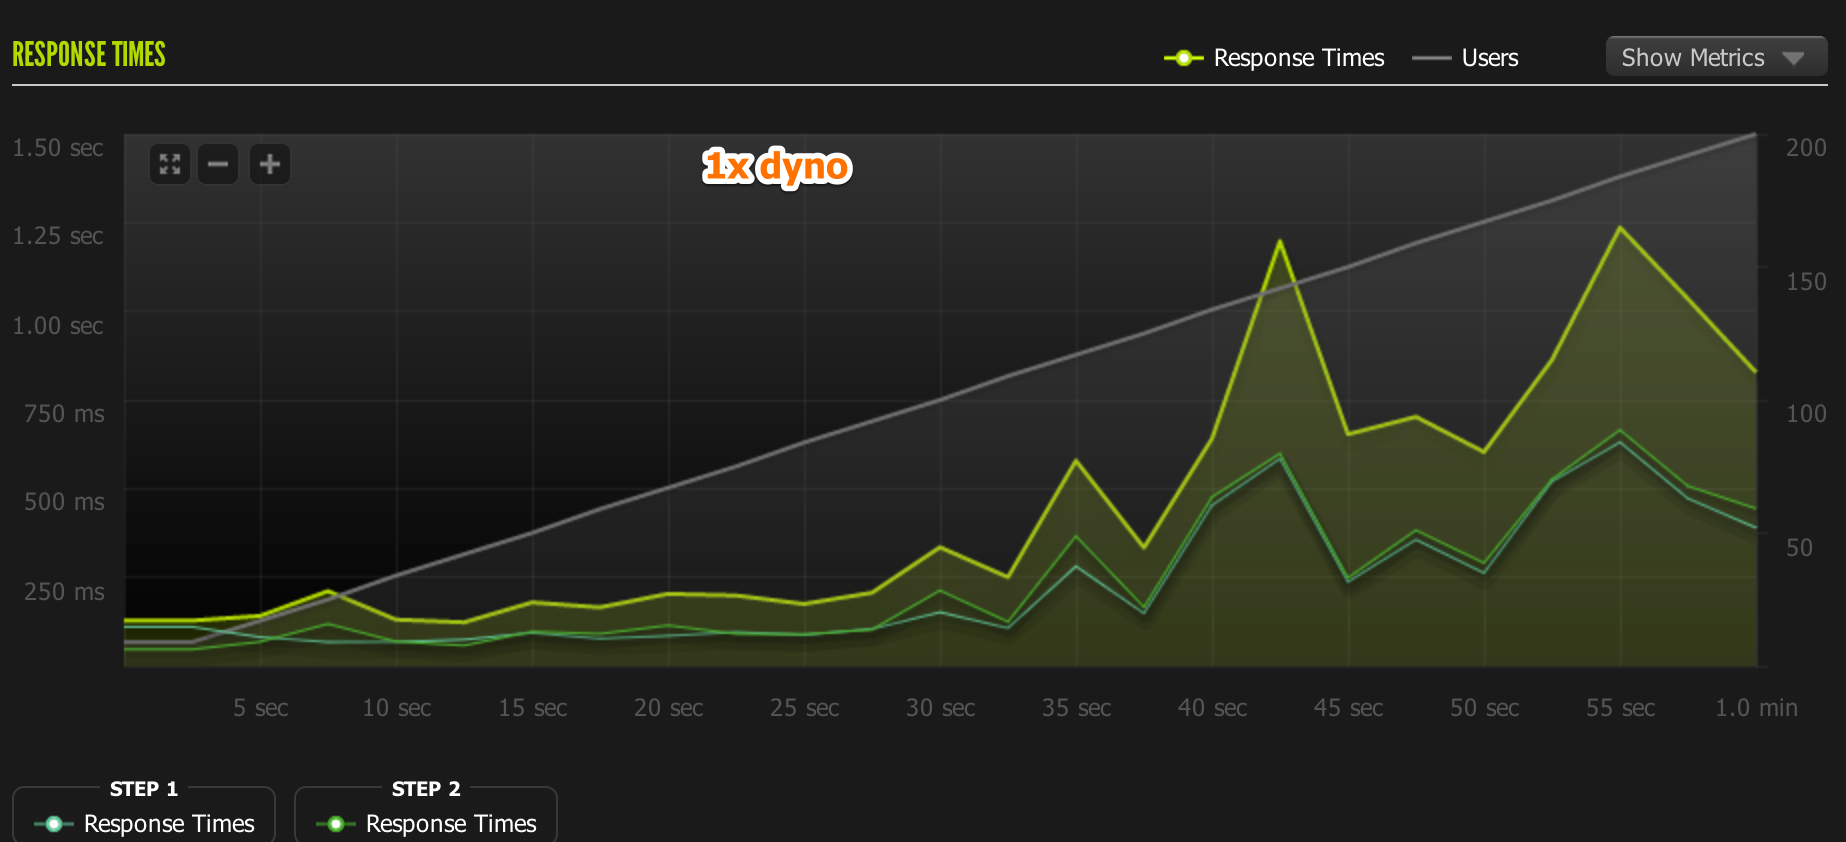 RESPONSE TIMES
Response Times
Users
Show Metrics
1x dyno
1.50 sec
1.25 sec
1.00 sec
750 ms
500 ms
250 ms
200
150
100
50
5 sec
10 sec
15 sec
20 sec
25 sec
30 sec
35 sec
40 sec
45 sec
50 sec
55 sec
1.0 min
STEP 1
Response Times
STEP 2
Response Times